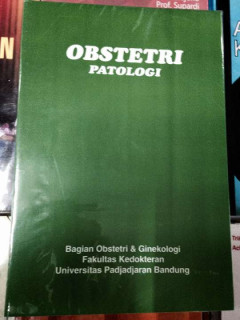 Prof. Supardi
OBSTETRI
PATOLOGI
Bagian Obstetri & Ginekologi
Fakultas Kedokteran
Universitas Padjadjaran Bandung